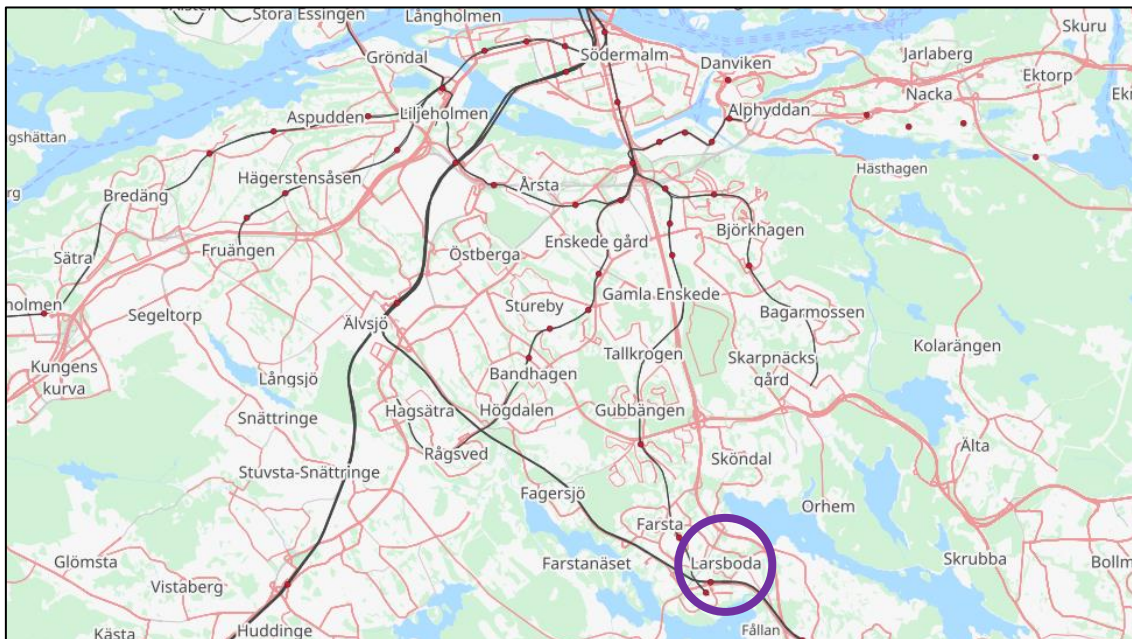 Stora Essingen
Långholmen
Skuru
Gröndal
Södermalm
Danviken
Jarlaberg
Ektorp
Nacka
Eki
Aspudden
Liljeholmen
Alphyddan
gshättan
Hästhagen
Hägerstensåsen
Årsta
Bredäng
rg
Björkhagen
Fruängen
Enskede gård
Sätra
Östberga
Gamla Enskede
holmen
Segeltorp
Stureby
Bagarmossen
Älvsjö
Kolarängen
Tallkrogen
Skarpnäcks
gård
Kungens
kurva
Långsjö
Bandhagen
Snättringe
Hagsätra
Högdalen
Gubbängen
Älta
Rågsved
Sköndal
Stuvsta-Snättringe
Fagersjö
Orhem
Farsta
Glömsta
Farstanäset
Larsboda
Skrubba
Bollm
Vistaberg
Kästa
Huddinge
Fållan